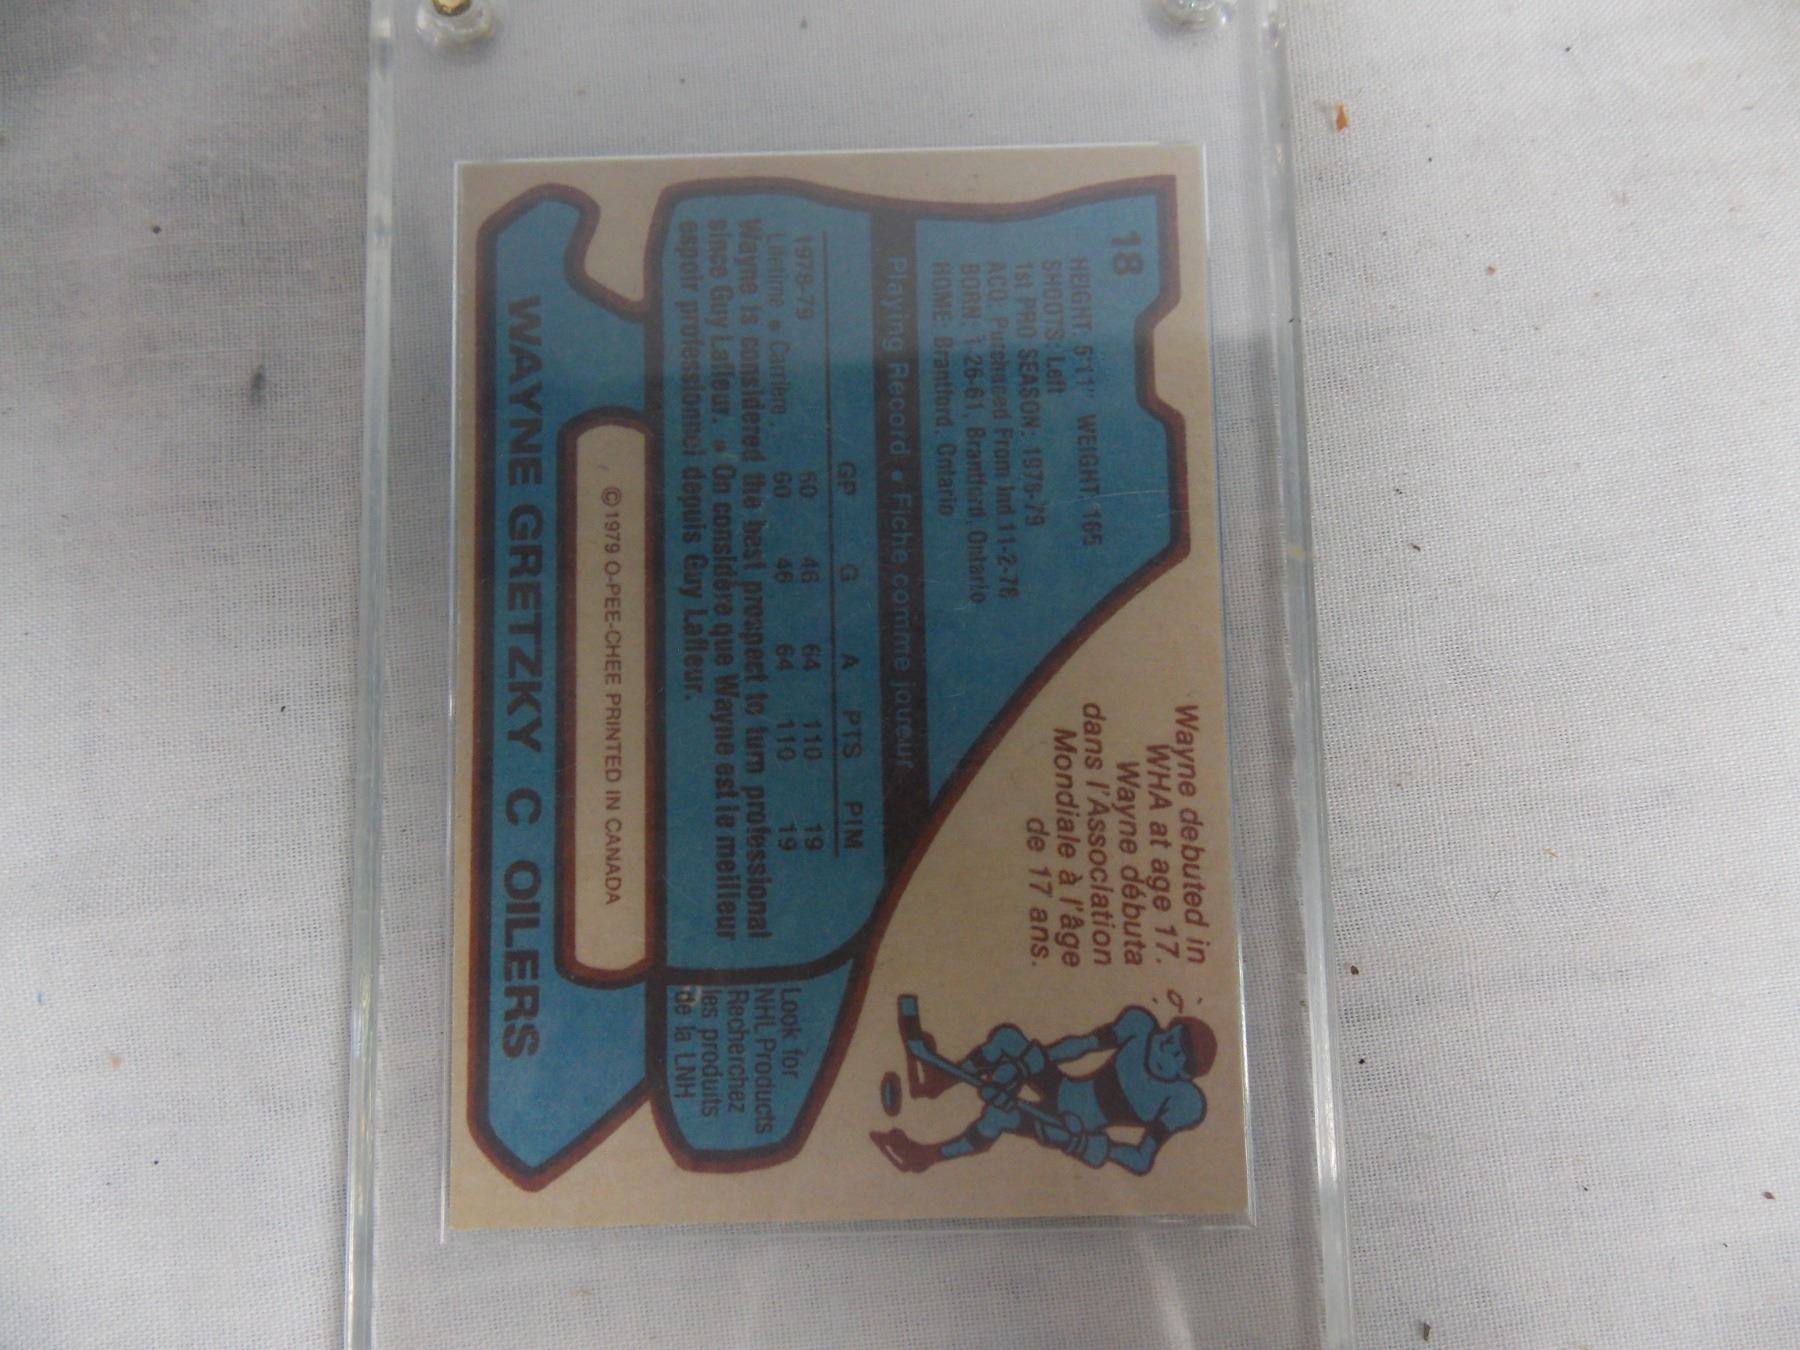 18
HEIGHT: 5'11" WEIGHT: 165
SHOOTS: Left
1st PRO SEASON: 1978-79
ACQ: Purchased From Ind 11-2-78
BORN: 1-26-61, Brantford, Ontario
HOME: Brantford, Ontario
Wayne debuted in
WHA at age 17.
Wayne débuta
dans l'Association
Mondiale à l'âge
de 17 ans.
Playing Record • Fiche comme joueur
GP G A PTS PIM
1978-79 60 46 64 110 19
Lifetime • Carrière... 60 46 64 110 19
Wayne is considered the best prospect to turn professional
since Guy Lafleur. • On considère que Wayne est le meilleur
espoir professionnel depuis Guy Lafleur.
Look for
NHL Products
Recherchez
les produits
de la LNH
©1979 O-PEE-CHEE PRINTED IN CANADA
WAYNE GRETZKY C OILERS